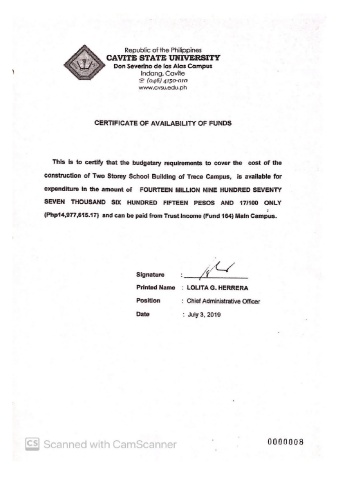 Republic of the Philippines
CAVITE STATE UNIVERSITY
Don Severino de las Alas Campus
Indang, Cavite
☏ (046) 4150-010
www.cvsu.edu.ph
CERTIFICATE OF AVAILABILITY OF FUNDS
This is to certify that the budgetary requirements to cover the cost of the
construction of Two Storey School Building of Trece Campus, is available for
expenditure in the amount of FOURTEEN MILLION NINE HUNDRED SEVENTY
SEVEN THOUSAND SIX HUNDRED FIFTEEN PESOS AND 17/100 ONLY
(Php14,977,615.17) and can be paid from Trust Income (Fund 164) Main Campus.
Signature :
Printed Name : LOLITA G. HERRERA
Position : Chief Administrative Officer
Date : July 3, 2019
CS Scanned with CamScanner
0000008